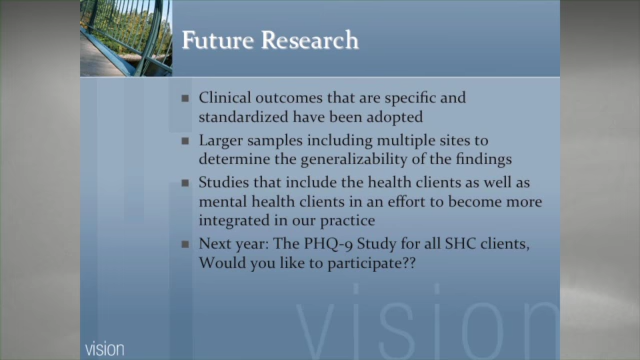 Future Research
Clinical outcomes that are specific and
standardized have been adopted
Larger samples including multiple sites to
determine the generalizability of the findings
Studies that include the health clients as well as
mental health clients in an effort to become more
integrated in our practice
Next year: The PHQ-9 Study for all SHC clients,
Would you like to participate??
vision
vision